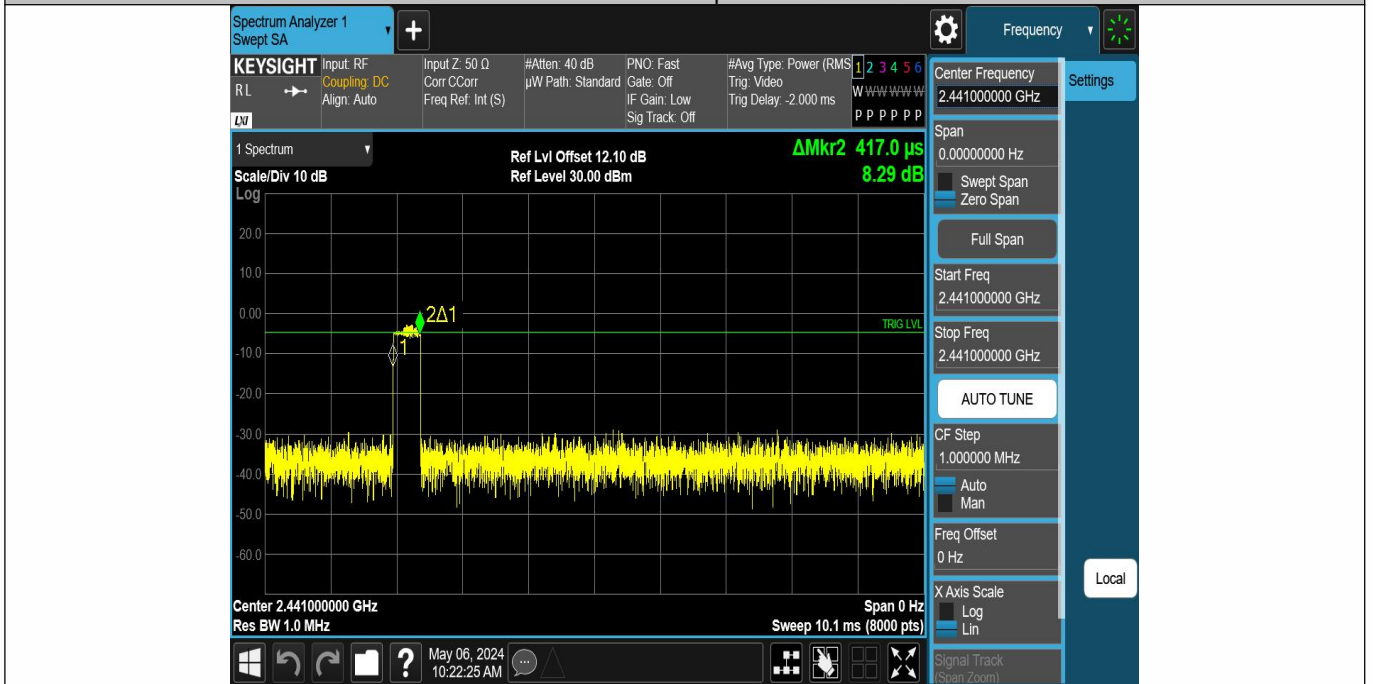 Spectrum Analyzer 1
Swept SA
+
Frequency
KEYSIGHT
RL
LXI
Input: RF
Coupling: DC
Align: Auto
Input Z: 50 Ω
Corr CCorr
Freq Ref: Int (S)
#Atten: 40 dB
µW Path: Standard
PNO: Fast
Gate: Off
IF Gain: Low
Sig Track: Off
#Avg Type: Power (RMS
Trig: Video
Trig Delay: -2.000 ms
1 2 3 4 5 6
W W W W W W
P P P P P P
Center Frequency
2.441000000 GHz
Settings
1 Spectrum
Scale/Div 10 dB
Log
Ref Lvl Offset 12.10 dB
Ref Level 30.00 dBm
ΔMkr2 417.0 µs
8.29 dB
Span
0.00000000 Hz
Swept Span
Zero Span
Full Span
Start Freq
2.441000000 GHz
Stop Freq
2.441000000 GHz
AUTO TUNE
CF Step
1.000000 MHz
Auto
Man
Freq Offset
0 Hz
X Axis Scale
Log
Lin
Signal Track
(Span Zoom)
Local
20.0
10.0
0.00
-10.0
-20.0
-30.0
-40.0
-50.0
-60.0
2Δ1
1
TRIG LVL
Center 2.441000000 GHz
Res BW 1.0 MHz
Span 0 Hz
Sweep 10.1 ms (8000 pts)
?
May 06, 2024
10:22:25 AM